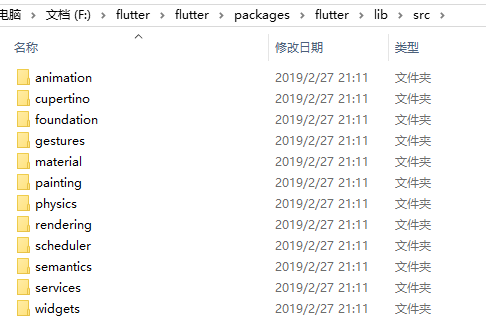 电脑 › 文档 (F:) › flutter › flutter › packages › flutter › lib › src ›
名称 修改日期 类型
animation 2019/2/27 21:11 文件夹
cupertino 2019/2/27 21:11 文件夹
foundation 2019/2/27 21:11 文件夹
gestures 2019/2/27 21:11 文件夹
material 2019/2/27 21:11 文件夹
painting 2019/2/27 21:11 文件夹
physics 2019/2/27 21:11 文件夹
rendering 2019/2/27 21:11 文件夹
scheduler 2019/2/27 21:11 文件夹
semantics 2019/2/27 21:11 文件夹
services 2019/2/27 21:11 文件夹
widgets 2019/2/27 21:11 文件夹